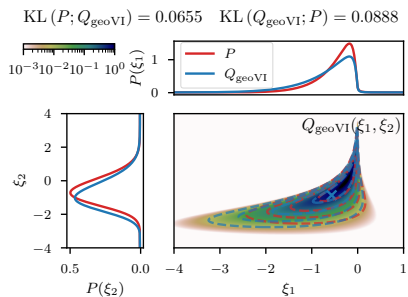 KL (P; Q_geoVI) = 0.0655 KL (Q_geoVI; P) = 0.0888
10⁻³ 10⁻² 10⁻¹ 10⁰
P(ξ₁)
1
0
P
Q_geoVI
ξ₂
4
2
0
−2
−4
0.5 0.0
P(ξ₂)
Q_geoVI(ξ₁, ξ₂)
−4 −3 −2 −1 0 1
ξ₁